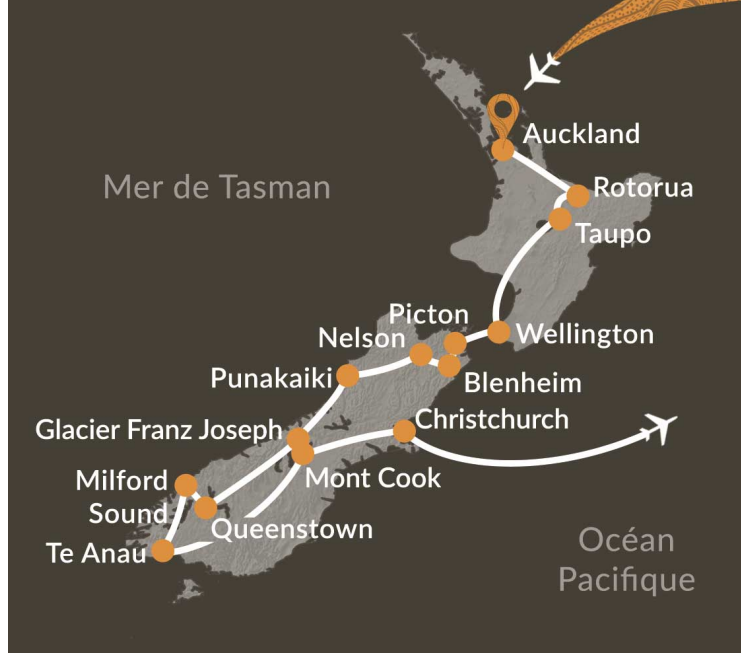 Auckland
Mer de Tasman
Rotorua
Taupo
Picton
Nelson
Wellington
Punakaiki
Blenheim
Christchurch
Glacier Franz Joseph
Mont Cook
Milford
Sound
Queenstown
Te Anau
Océan
Pacifique